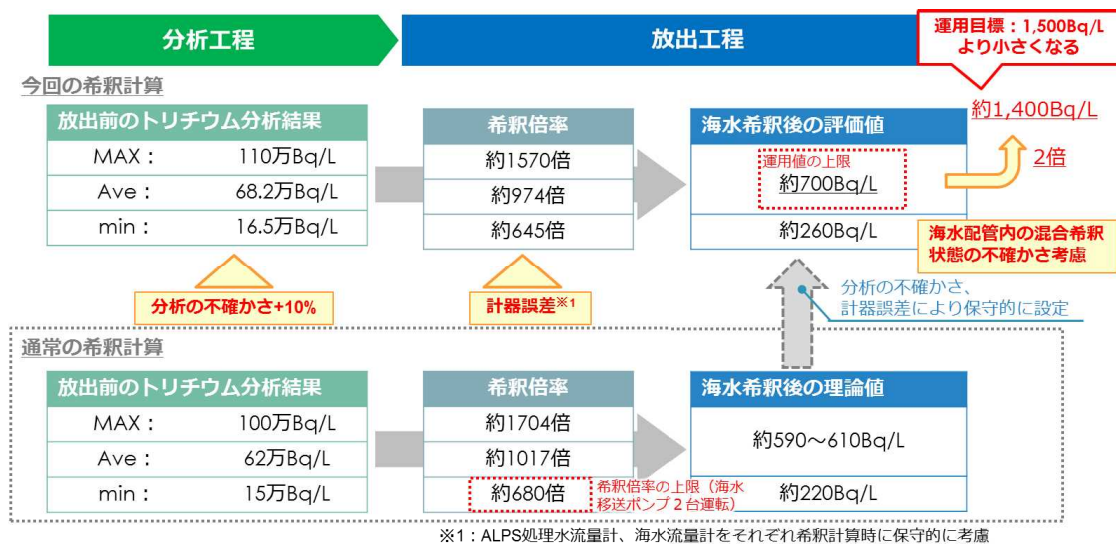 分析工程
放出工程
運用目標：1,500Bq/L
より小さくなる
今回の希釈計算
放出前のトリチウム分析結果
MAX： 110万Bq/L
Ave： 68.2万Bq/L
min： 16.5万Bq/L
希釈倍率
約1570倍
約974倍
約645倍
海水希釈後の評価値
運用値の上限
約700Bq/L
約260Bq/L
約1,400Bq/L
2倍
海水配管内の混合希釈
状態の不確かさ考慮
分析の不確かさ+10%
計器誤差※1
分析の不確かさ、
計器誤差により保守的に設定
通常の希釈計算
放出前のトリチウム分析結果
MAX： 100万Bq/L
Ave： 62万Bq/L
min： 15万Bq/L
希釈倍率
約1704倍
約1017倍
約680倍
希釈倍率の上限（海水
移送ポンプ２台運転）
海水希釈後の理論値
約590～610Bq/L
約220Bq/L
※1：ALPS処理水流量計、海水流量計をそれぞれ希釈計算時に保守的に考慮